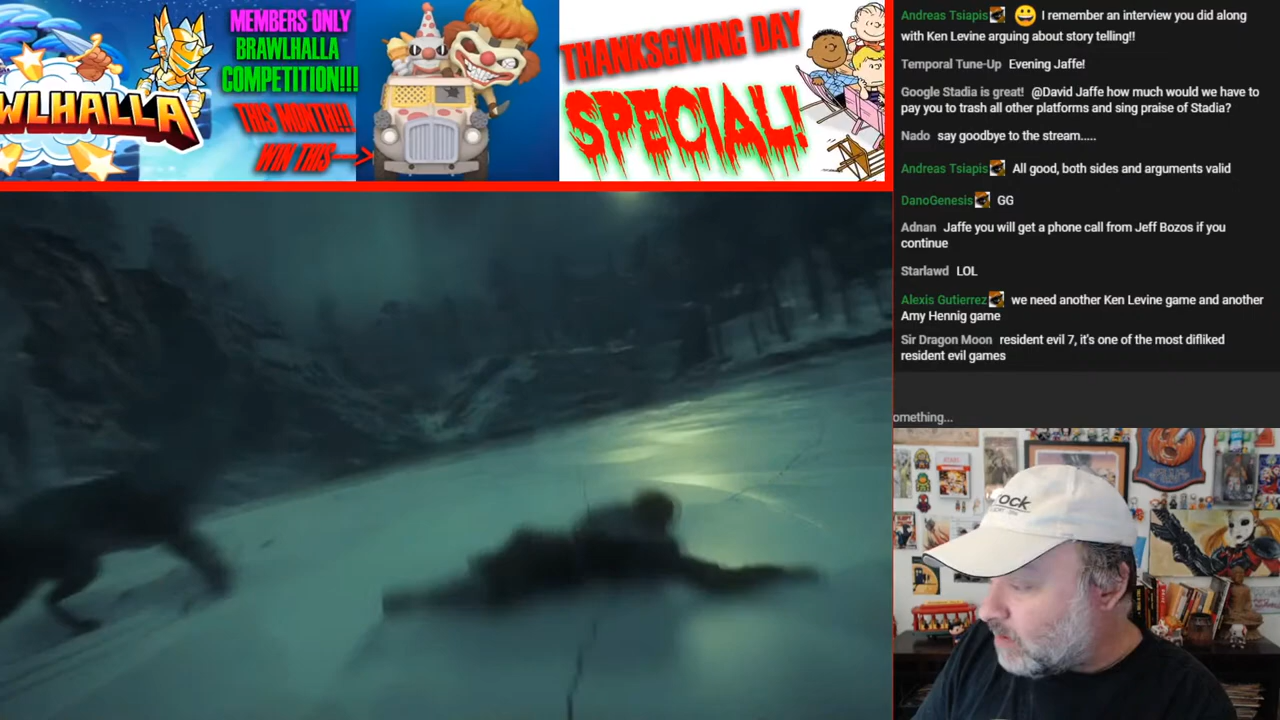 MEMBERS ONLY
BRAWLHALLA
COMPETITION!!!
THIS MONTH!!!
WIN THIS
WLHALLA
THANKSGIVING DAY
SPECIAL!
Andreas Tsiapis 😀 I remember an interview you did along
with Ken Levine arguing about story telling!!
Temporal Tune-Up Evening Jaffe!
Google Stadia is great! @David Jaffe how much would we have to
pay you to trash all other platforms and sing praise of Stadia?
Nado say goodbye to the stream.....
Andreas Tsiapis All good, both sides and arguments valid
DanoGenesis GG
Adnan Jaffe you will get a phone call from Jeff Bozos if you
continue
Starlawd LOL
Alexis Gutierrez we need another Ken Levine game and another
Amy Hennig game
Sir Dragon Moon resident evil 7, it's one of the most difliked
resident evil games
omething...